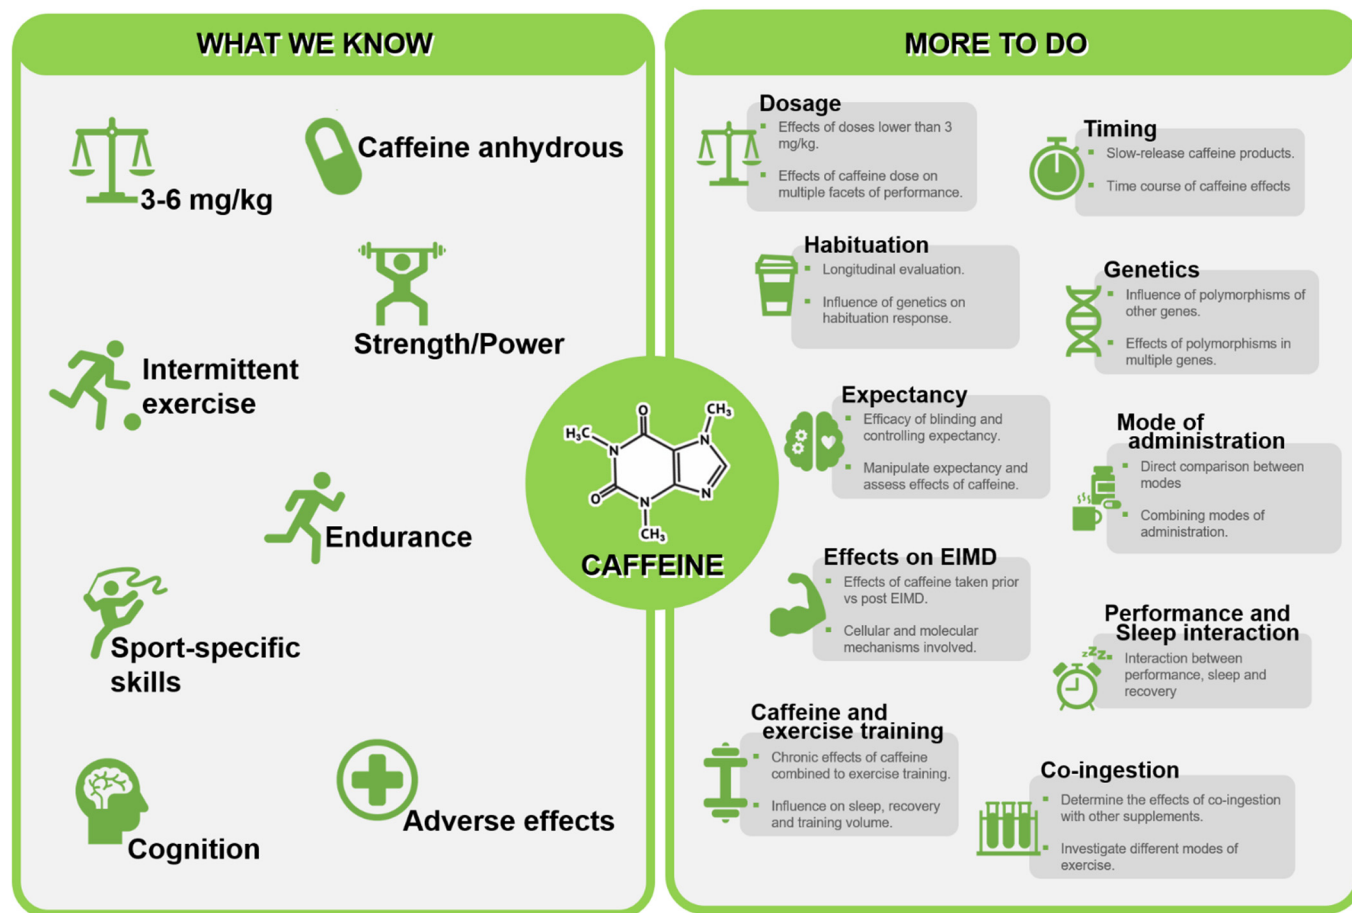 WHAT WE KNOW
3-6 mg/kg
Caffeine anhydrous
Strength/Power
Intermittent
exercise
Endurance
Sport-specific
skills
Cognition
Adverse effects
O
CH₃
H₃C
N
N
O
N
N
CH₃
CAFFEINE
MORE TO DO
Dosage
▪ Effects of doses lower than 3
mg/kg.
▪ Effects of caffeine dose on
multiple facets of performance.
Timing
▪ Slow-release caffeine products.
▪ Time course of caffeine effects
Habituation
▪ Longitudinal evaluation.
▪ Influence of genetics on
habituation response.
Genetics
▪ Influence of polymorphisms of
other genes.
▪ Effects of polymorphisms in
multiple genes.
Expectancy
▪ Efficacy of blinding and
controlling expectancy.
▪ Manipulate expectancy and
assess effects of caffeine.
Mode of
administration
▪ Direct comparison between
modes
▪ Combining modes of
administration.
Effects on EIMD
▪ Effects of caffeine taken prior
vs post EIMD.
▪ Cellular and molecular
mechanisms involved.
Performance and
Sleep interaction
zzZz
▪ Interaction between
performance, sleep and
recovery
Caffeine and
exercise training
▪ Chronic effects of caffeine
combined to exercise training.
▪ Influence on sleep, recovery
and training volume.
Co-ingestion
▪ Determine the effects of co-ingestion
with other supplements.
▪ Investigate different modes of
exercise.